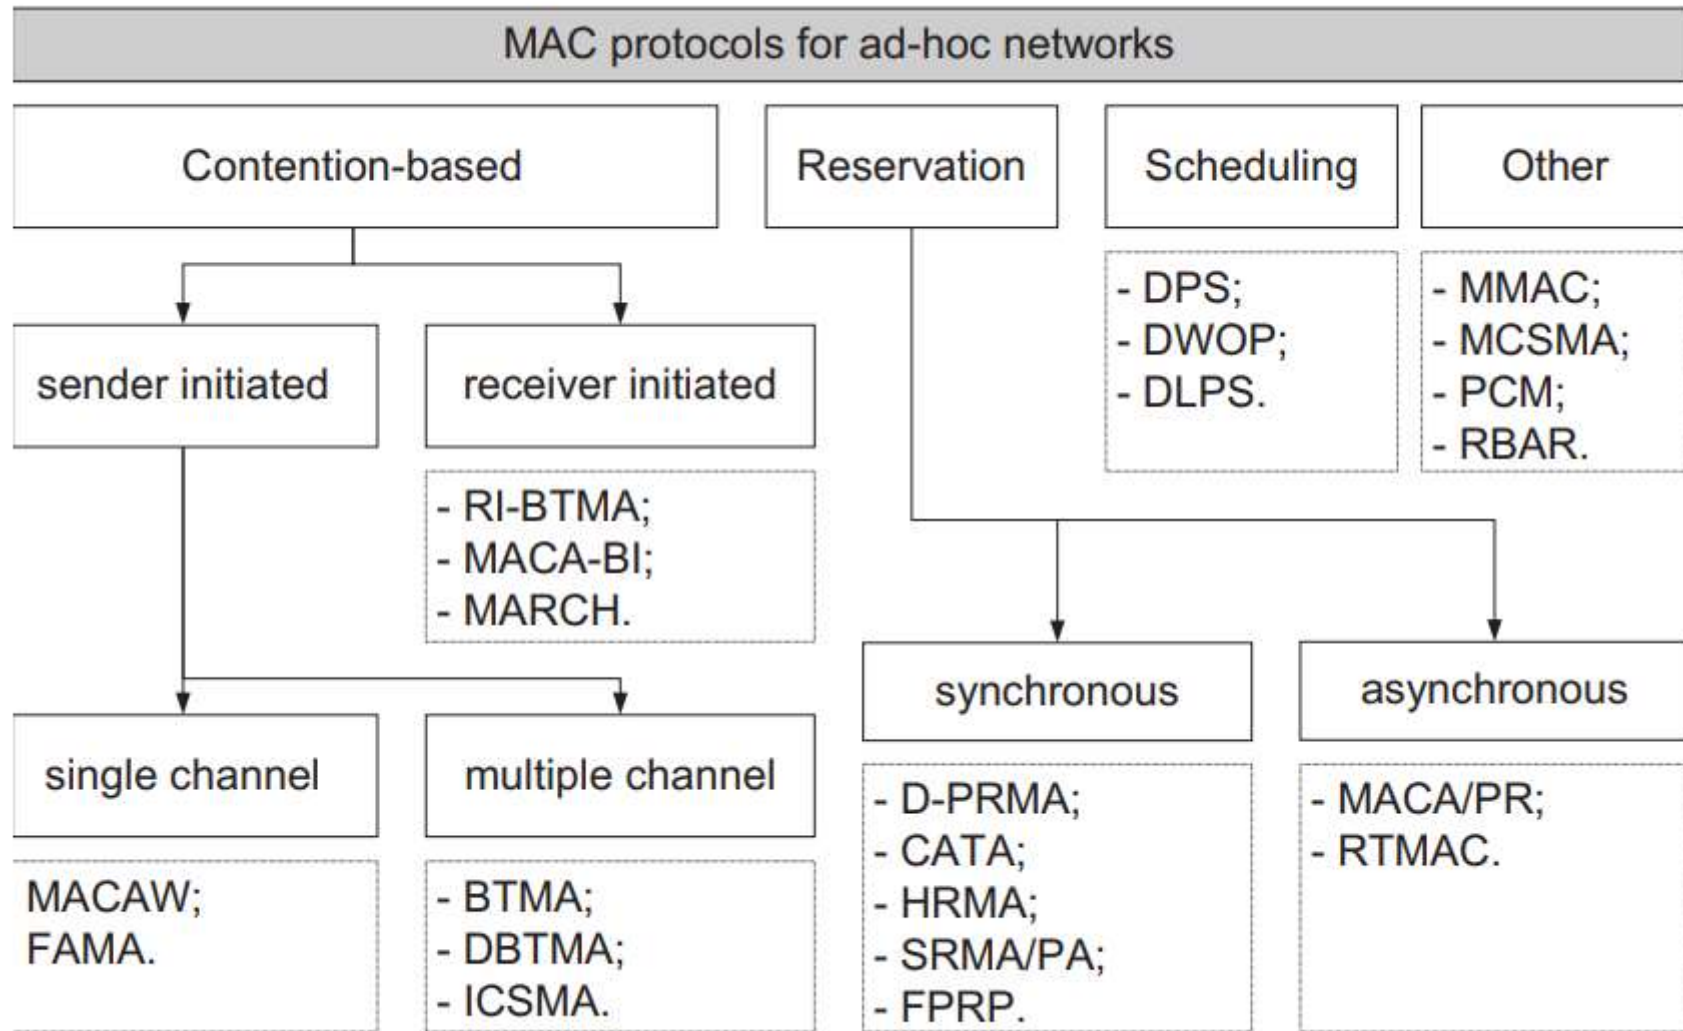 MAC protocols for ad-hoc networks
Contention-based
Reservation
Scheduling
Other
- DPS;
- DWOP;
- DLPS.
- MMAC;
- MCSMA;
- PCM;
- RBAR.
sender initiated
receiver initiated
- RI-BTMA;
- MACA-BI;
- MARCH.
single channel
multiple channel
MACAW;
FAMA.
- BTMA;
- DBTMA;
- ICSMA.
synchronous
asynchronous
- D-PRMA;
- CATA;
- HRMA;
- SRMA/PA;
- FPRP.
- MACA/PR;
- RTMAC.